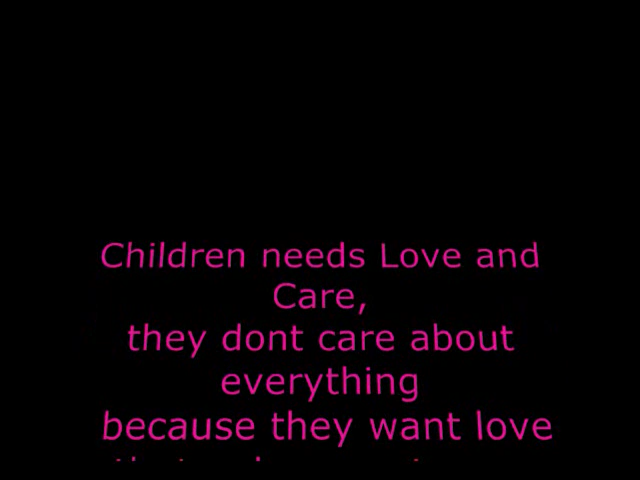 Children needs Love and
Care,
they dont care about
everything
because they want love